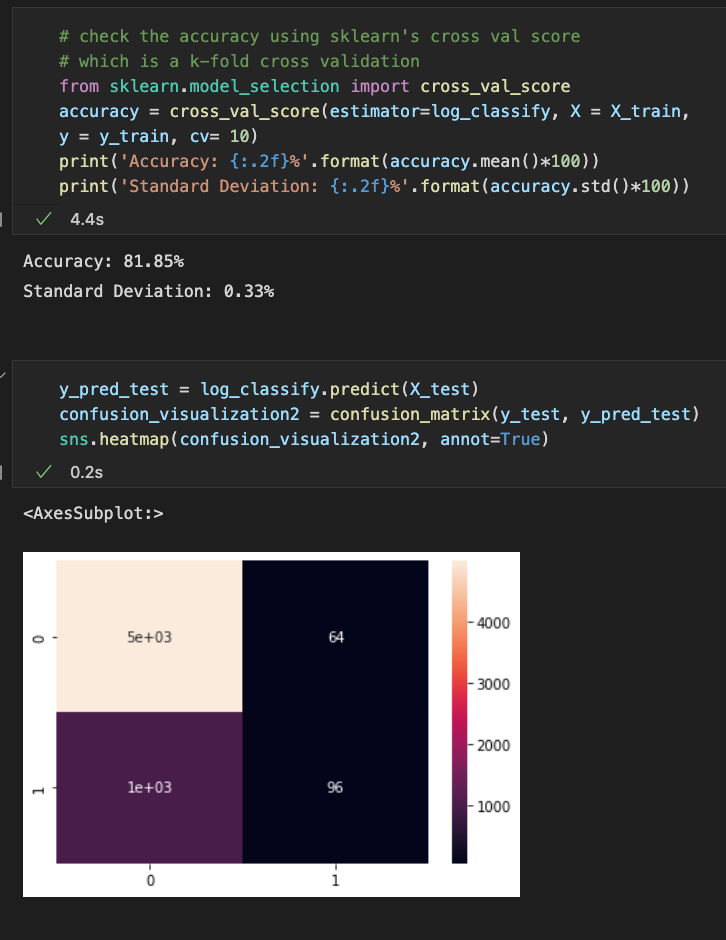 # check the accuracy using sklearn's cross val score
# which is a k-fold cross validation
from sklearn.model_selection import cross_val_score
accuracy = cross_val_score(estimator=log_classify, X = X_train,
y = y_train, cv= 10)
print('Accuracy: {:.2f}%'.format(accuracy.mean()*100))
print('Standard Deviation: {:.2f}%'.format(accuracy.std()*100))
4.4s
Accuracy: 81.85%
Standard Deviation: 0.33%
y_pred_test = log_classify.predict(X_test)
confusion_visualization2 = confusion_matrix(y_test, y_pred_test)
sns.heatmap(confusion_visualization2, annot=True)
0.2s
<AxesSubplot:>
4000
0 5e+03 64
3000
2000
1 1e+03 96
1000
0 1